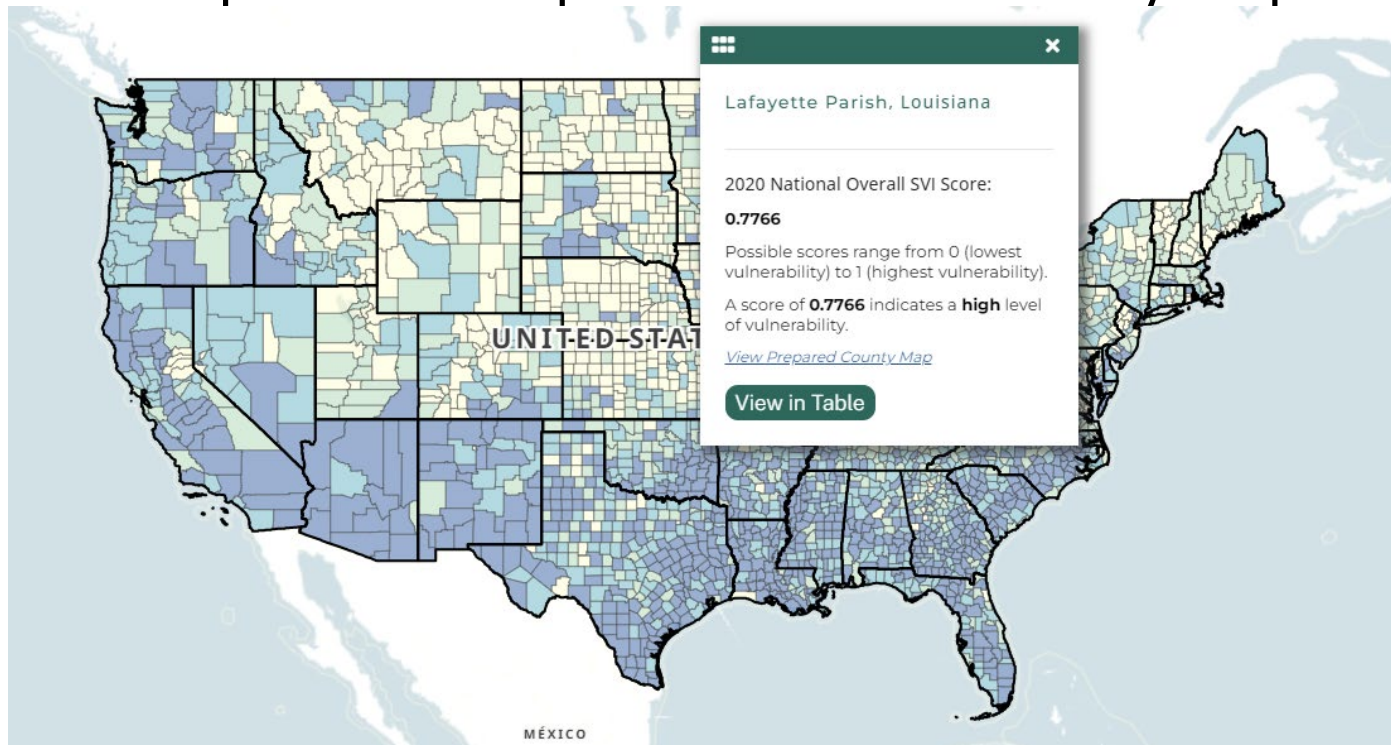 Lafayette Parish, Louisiana
2020 National Overall SVI Score:
0.7766
Possible scores range from 0 (lowest
vulnerability) to 1 (highest vulnerability).
A score of 0.7766 indicates a high level
of vulnerability.
View Prepared County Map
View in Table
UNITED STAT
MÉXICO